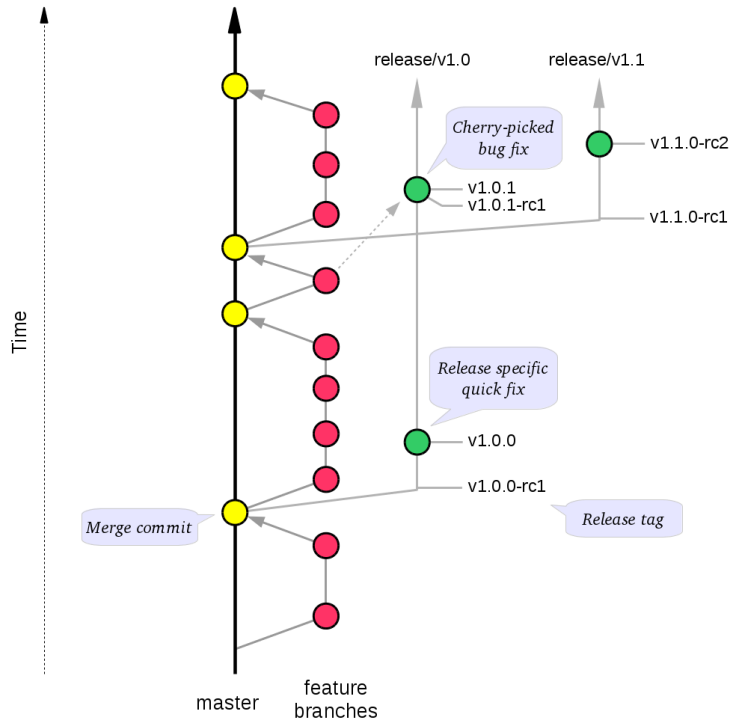 release/v1.0
release/v1.1
Cherry-picked
bug fix
v1.1.0-rc2
v1.0.1
v1.0.1-rc1
v1.1.0-rc1
Time
Release specific
quick fix
v1.0.0
v1.0.0-rc1
Merge commit
Release tag
master
feature
branches